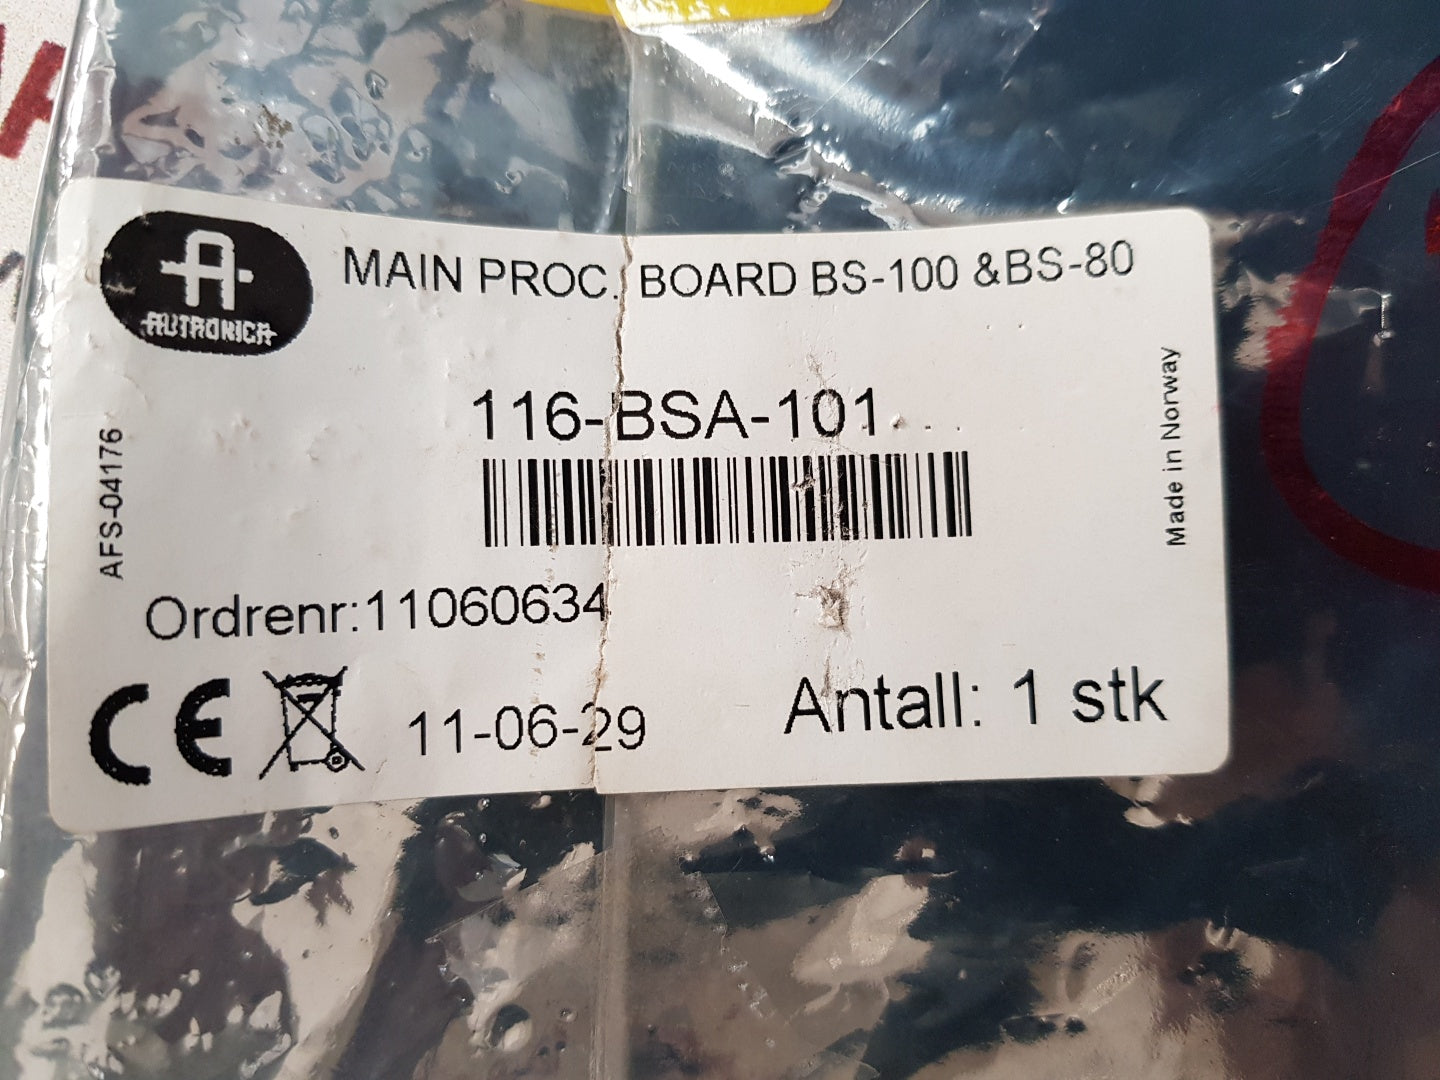 AUTRONICA
MAIN PROC. BOARD BS-100 &BS-80
116-BSA-101
AFS-04176
Made in Norway
Ordrenr:11060634
CE
11-06-29
Antall: 1 stk